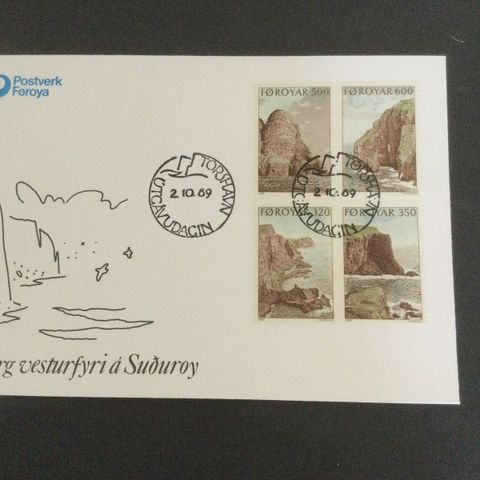 Postverk
Føroya
FØROYAR 500
FØROYAR 600
TÓRSHAVN
2.10.89
ÚTGÁVUDAGIN
TÓRSHAVN
2.10.89
ÚTGÁVUDAGIN
FØROYAR 320
FØROYAR 350
rg vesturfyri á Suðuroy